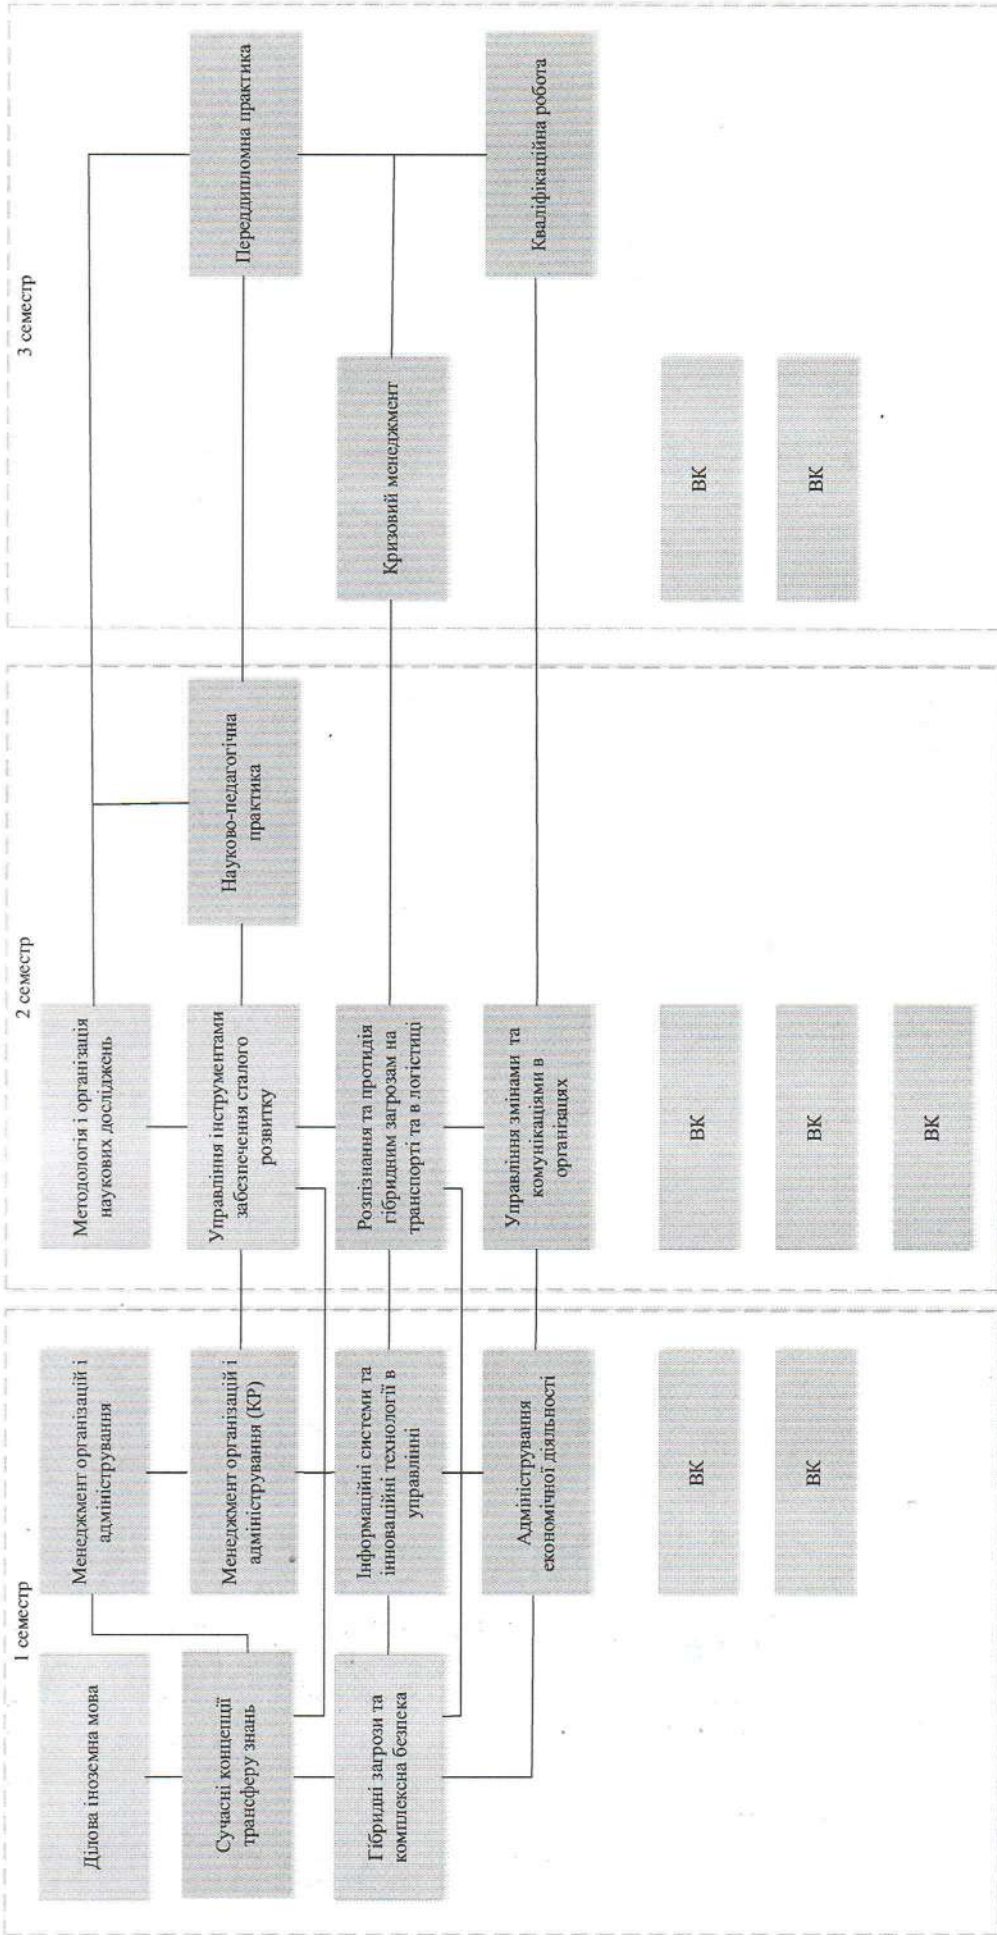 1 семестр
Ділова іноземна мова
Сучасні концепції
трансферу знань
Гібридні загрози та
комплексна безпека
Менеджмент організацій і
адміністрування
Менеджмент організацій і
адміністрування (КР)
Інформаційні системи та
інноваційні технології в
управлінні
Адміністрування
економічної діяльності
ВК
ВК
2 семестр
Методологія і організація
наукових досліджень
Управління інструментами
забезпечення сталого
розвитку
Розпізнання та протидія
гібридним загрозам на
транспорті та в логістиці
Управління змінами та
комунікаціями в
організацях
ВК
ВК
ВК
Науково-педагогічна
практика
3 семестр
Кризовий менеджмент
ВК
ВК
Переддипломна практика
Кваліфікаційна робота